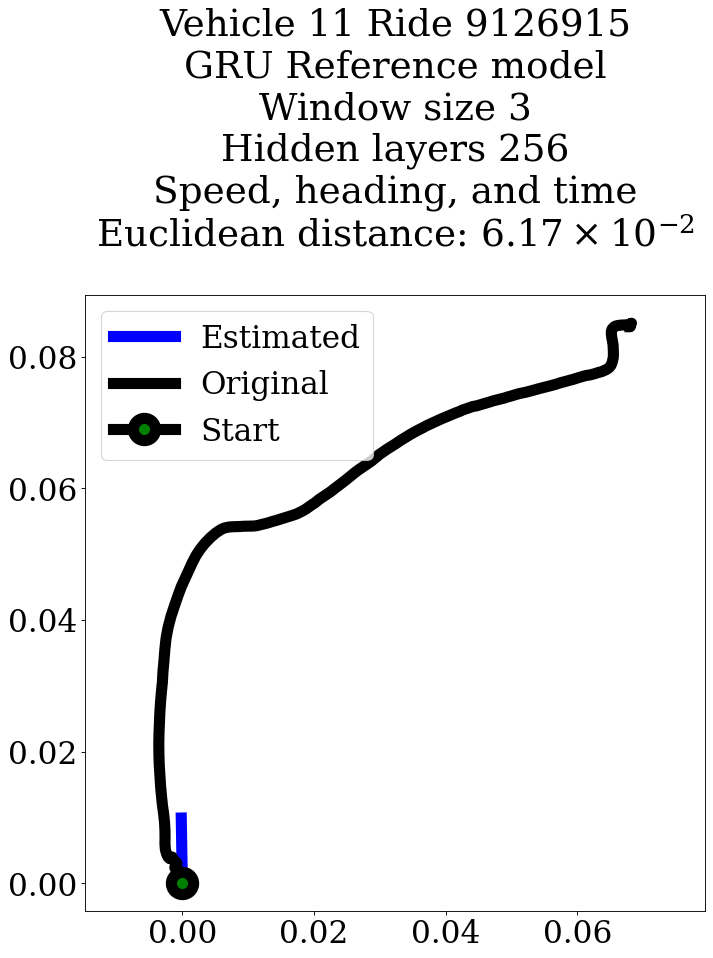 Vehicle 11 Ride 9126915
GRU Reference model
Window size 3
Hidden layers 256
Speed, heading, and time
Euclidean distance: 6.17 × 10⁻²
Estimated
Original
Start
0.08
0.06
0.04
0.02
0.00
0.00 0.02 0.04 0.06